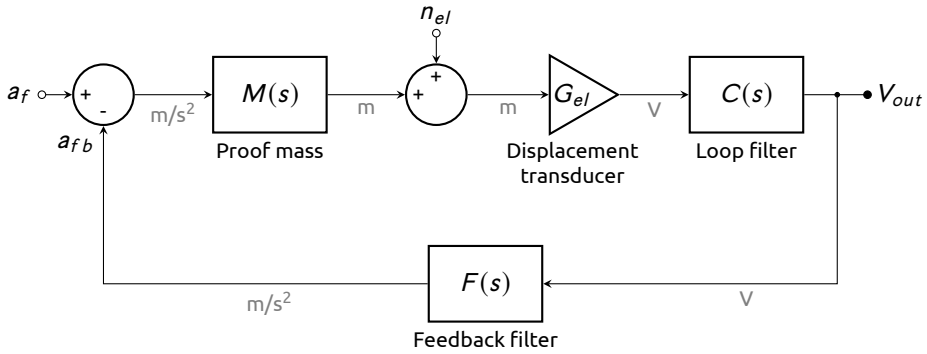 n_el
a_f
+
-
a_fb
m/s²
M(s)
Proof mass
m
+
+
m
G_el
Displacement
transducer
V
C(s)
Loop filter
V_out
m/s²
F(s)
Feedback filter
V